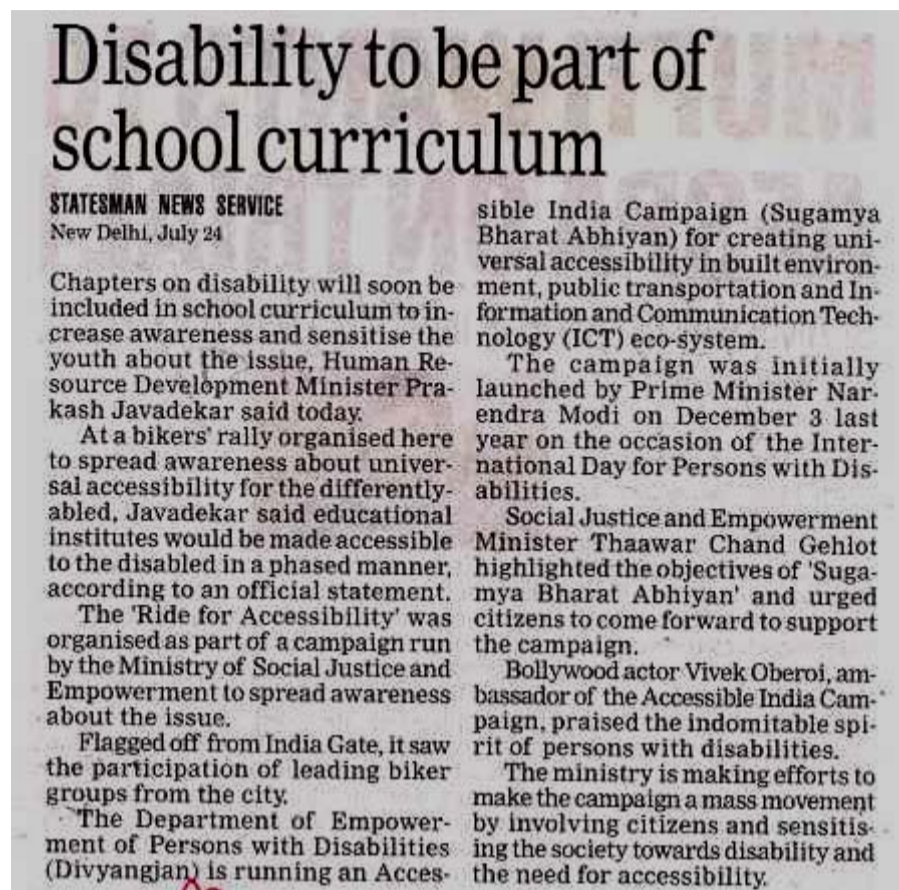 Disability to be part of
school curriculum
STATESMAN NEWS SERVICE
New Delhi, July 24
Chapters on disability will soon be
included in school curriculum to in-
crease awareness and sensitise the
youth about the issue, Human Re-
source Development Minister Pra-
kash Javadekar said today.
At a bikers' rally organised here
to spread awareness about univer-
sal accessibility for the differently-
abled, Javadekar said educational
institutes would be made accessible
to the disabled in a phased manner,
according to an official statement.
The 'Ride for Accessibility' was
organised as part of a campaign run
by the Ministry of Social Justice and
Empowerment to spread awareness
about the issue.
Flagged off from India Gate, it saw
the participation of leading biker
groups from the city.
The Department of Empower-
ment of Persons with Disabilities
(Divyangjan) is running an Acces-
sible India Campaign (Sugamya
Bharat Abhiyan) for creating uni-
versal accessibility in built environ-
ment, public transportation and In-
formation and Communication Tech-
nology (ICT) eco-system.
The campaign was initially
launched by Prime Minister Nar-
endra Modi on December 3 last
year on the occasion of the Inter-
national Day for Persons with Dis-
abilities.
Social Justice and Empowerment
Minister Thaawar Chand Gehlot
highlighted the objectives of 'Suga-
mya Bharat Abhiyan' and urged
citizens to come forward to support
the campaign.
Bollywood actor Vivek Oberoi, am-
bassador of the Accessible India Cam-
paign, praised the indomitable spi-
rit of persons with disabilities.
The ministry is making efforts to
make the campaign a mass movement
by involving citizens and sensitis-
ing the society towards disability and
the need for accessibility.